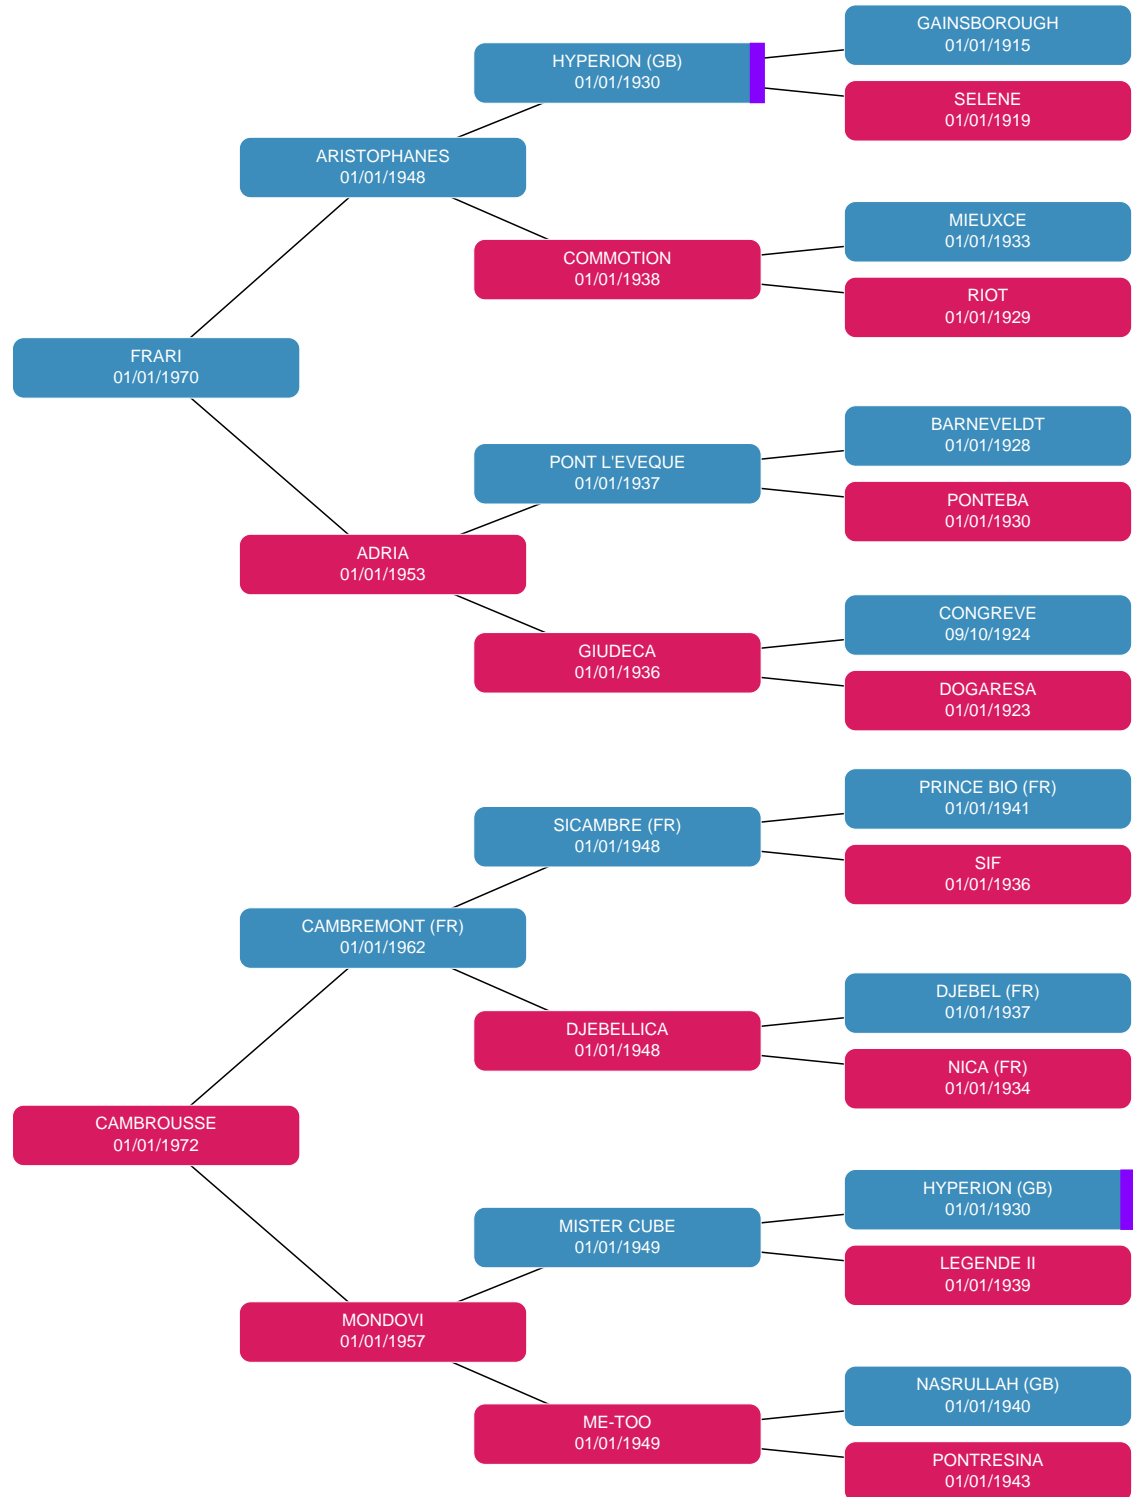 GAINSBOROUGH
01/01/1915
HYPERION (GB)
01/01/1930
SELENE
01/01/1919
ARISTOPHANES
01/01/1948
MIEUXCE
01/01/1933
COMMOTION
01/01/1938
RIOT
01/01/1929
FRARI
01/01/1970
BARNEVELDT
01/01/1928
PONT L'EVEQUE
01/01/1937
PONTEBA
01/01/1930
ADRIA
01/01/1953
CONGREVE
09/10/1924
GIUDECA
01/01/1936
DOGARESA
01/01/1923
PRINCE BIO (FR)
01/01/1941
SICAMBRE (FR)
01/01/1948
SIF
01/01/1936
CAMBREMONT (FR)
01/01/1962
DJEBEL (FR)
01/01/1937
DJEBELLICA
01/01/1948
NICA (FR)
01/01/1934
CAMBROUSSE
01/01/1972
HYPERION (GB)
01/01/1930
MISTER CUBE
01/01/1949
LEGENDE II
01/01/1939
MONDOVI
01/01/1957
NASRULLAH (GB)
01/01/1940
ME-TOO
01/01/1949
PONTRESINA
01/01/1943